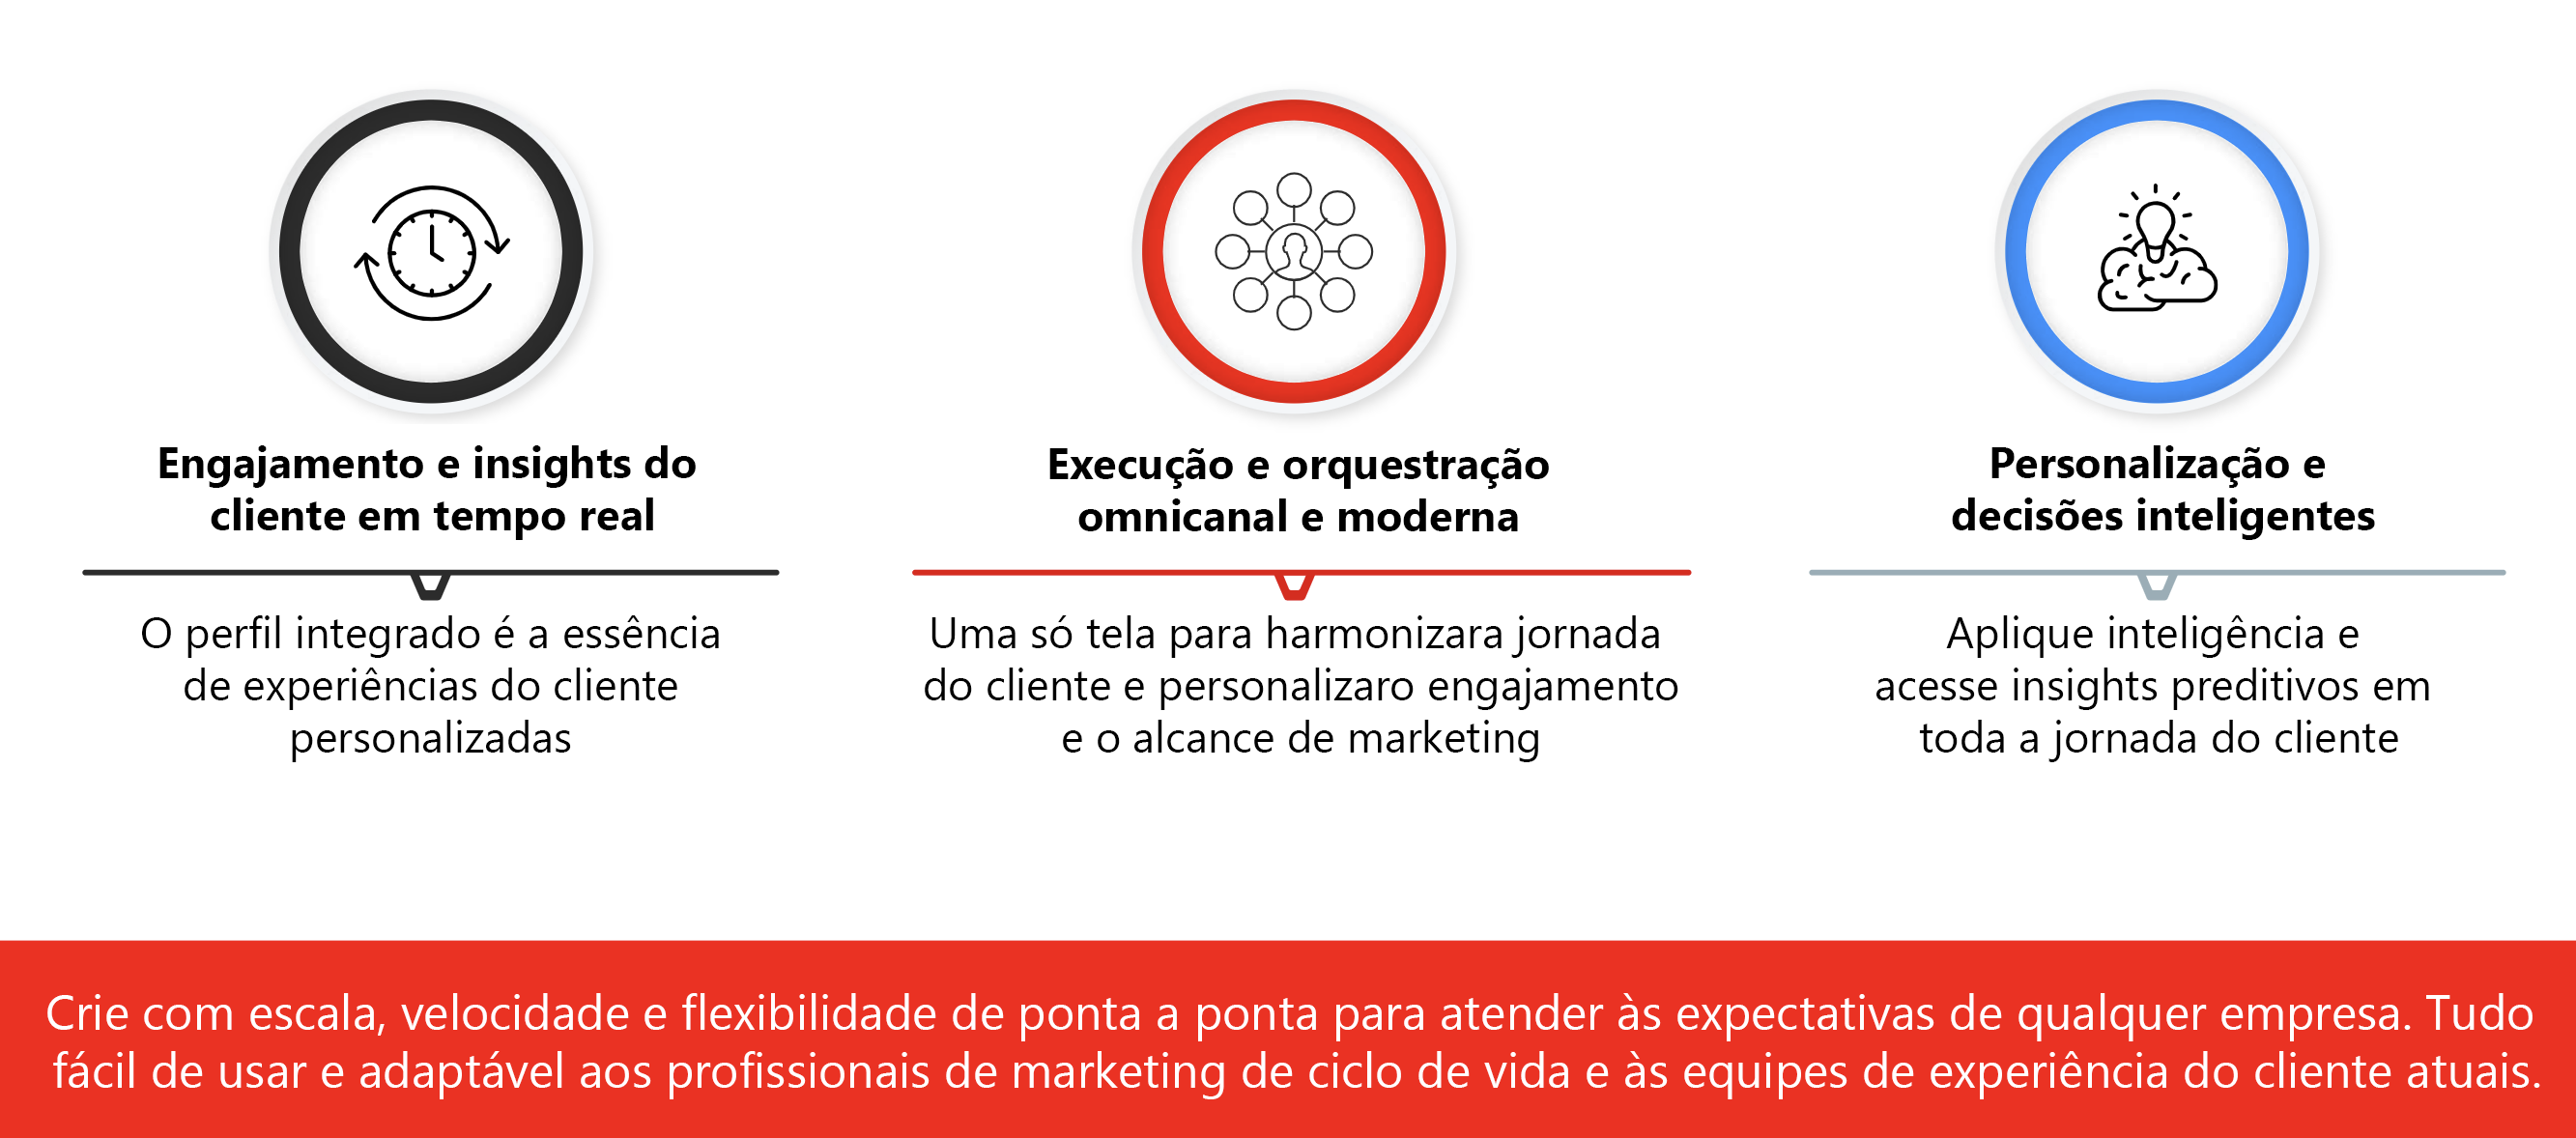 Engajamento e insights do
cliente em tempo real
O perfil integrado é a essência
de experiências do cliente
personalizadas
Execução e orquestração
omnicanal e moderna
Uma só tela para harmonizara jornada
do cliente e personalizaro engajamento
e o alcance de marketing
Personalização e
decisões inteligentes
Aplique inteligência e
acesse insights preditivos em
toda a jornada do cliente
Crie com escala, velocidade e flexibilidade de ponta a ponta para atender às expectativas de qualquer empresa. Tudo
fácil de usar e adaptável aos profissionais de marketing de ciclo de vida e às equipes de experiência do cliente atuais.